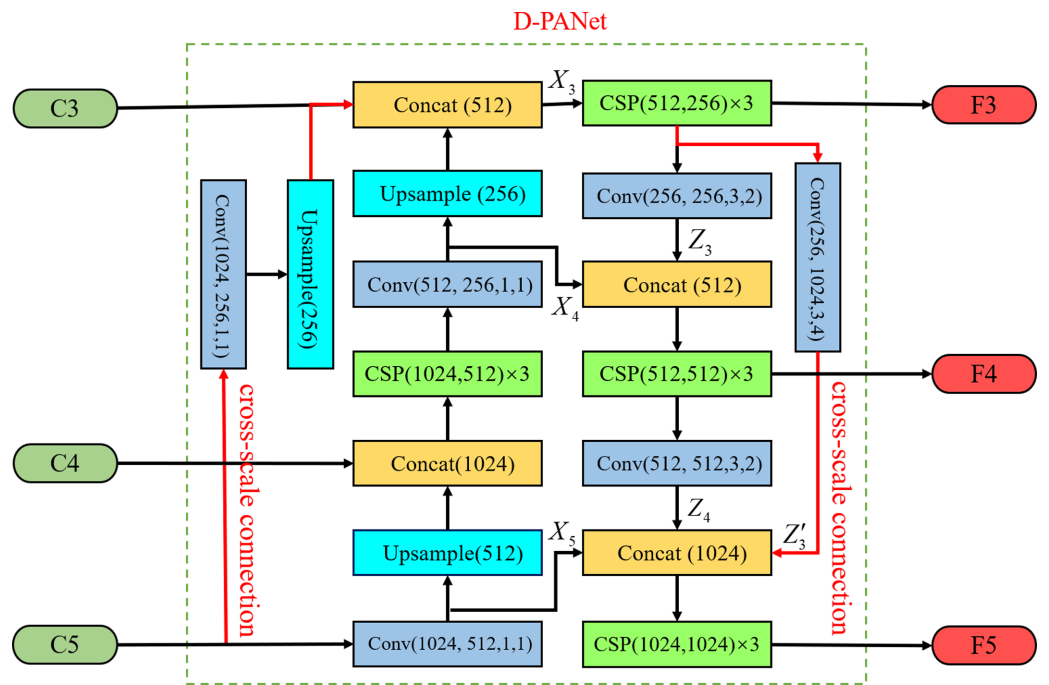 D-PANet
C3
Concat (512)
X₃
CSP(512,256)×3
F3
Conv(1024, 256,1,1)
Upsample(256)
Upsample (256)
Conv(256, 256,3,2)
Conv(256, 1024,3,4)
Z₃
Conv(512, 256,1,1)
X₄
Concat (512)
CSP(1024,512)×3
CSP(512,512)×3
F4
cross-scale connection
cross-scale connection
C4
Concat(1024)
Conv(512, 512,3,2)
Z₄
Upsample(512)
X₅
Concat (1024)
Z₃′
C5
Conv(1024, 512,1,1)
CSP(1024,1024)×3
F5